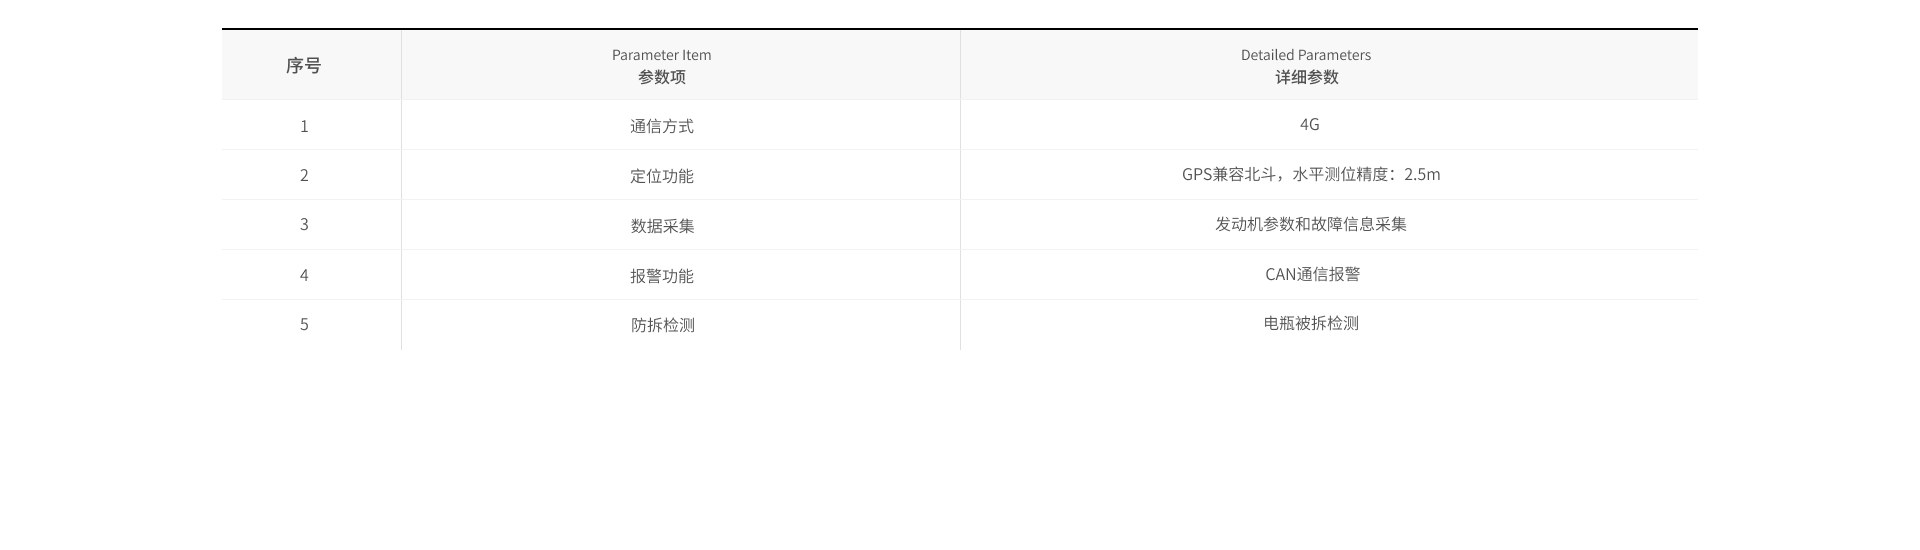 序号
Parameter Item
参数项
Detailed Parameters
详细参数
1
通信方式
4G
2
定位功能
GPS兼容北斗，水平测位精度：2.5m
3
数据采集
发动机参数和故障信息采集
4
报警功能
CAN通信报警
5
防拆检测
电瓶被拆检测